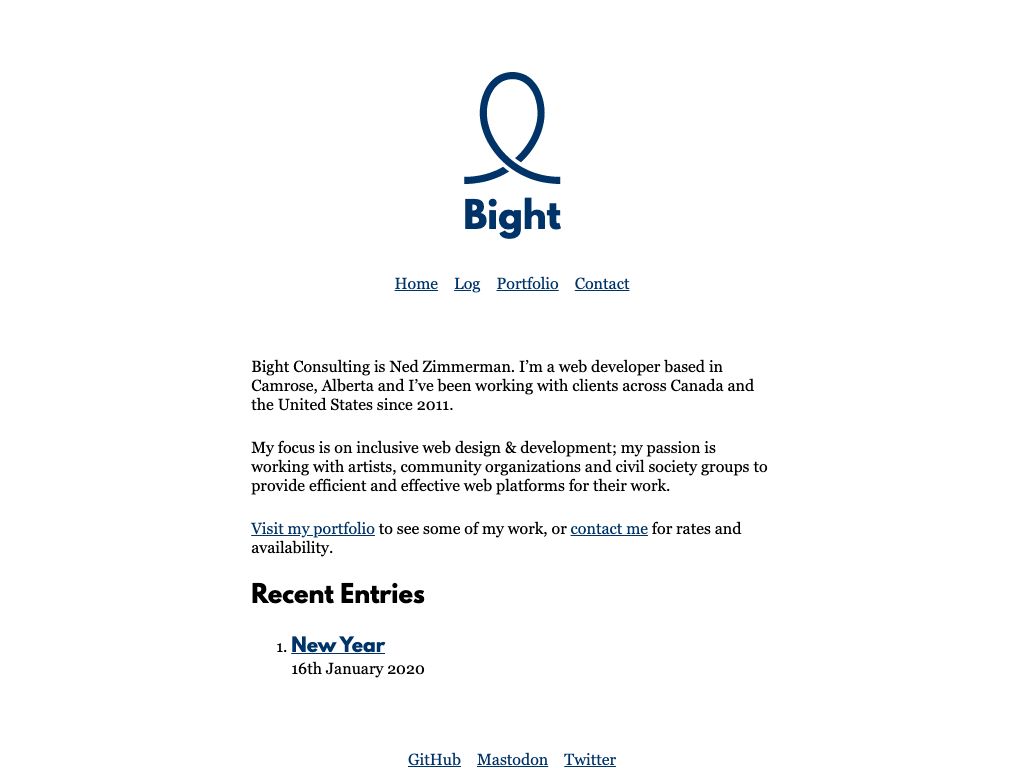 Bight
Home Log Portfolio Contact
Bight Consulting is Ned Zimmerman. I’m a web developer based in
Camrose, Alberta and I’ve been working with clients across Canada and
the United States since 2011.
My focus is on inclusive web design & development; my passion is
working with artists, community organizations and civil society groups to
provide efficient and effective web platforms for their work.
Visit my portfolio to see some of my work, or contact me for rates and
availability.
Recent Entries
1. New Year
16th January 2020
GitHub Mastodon Twitter